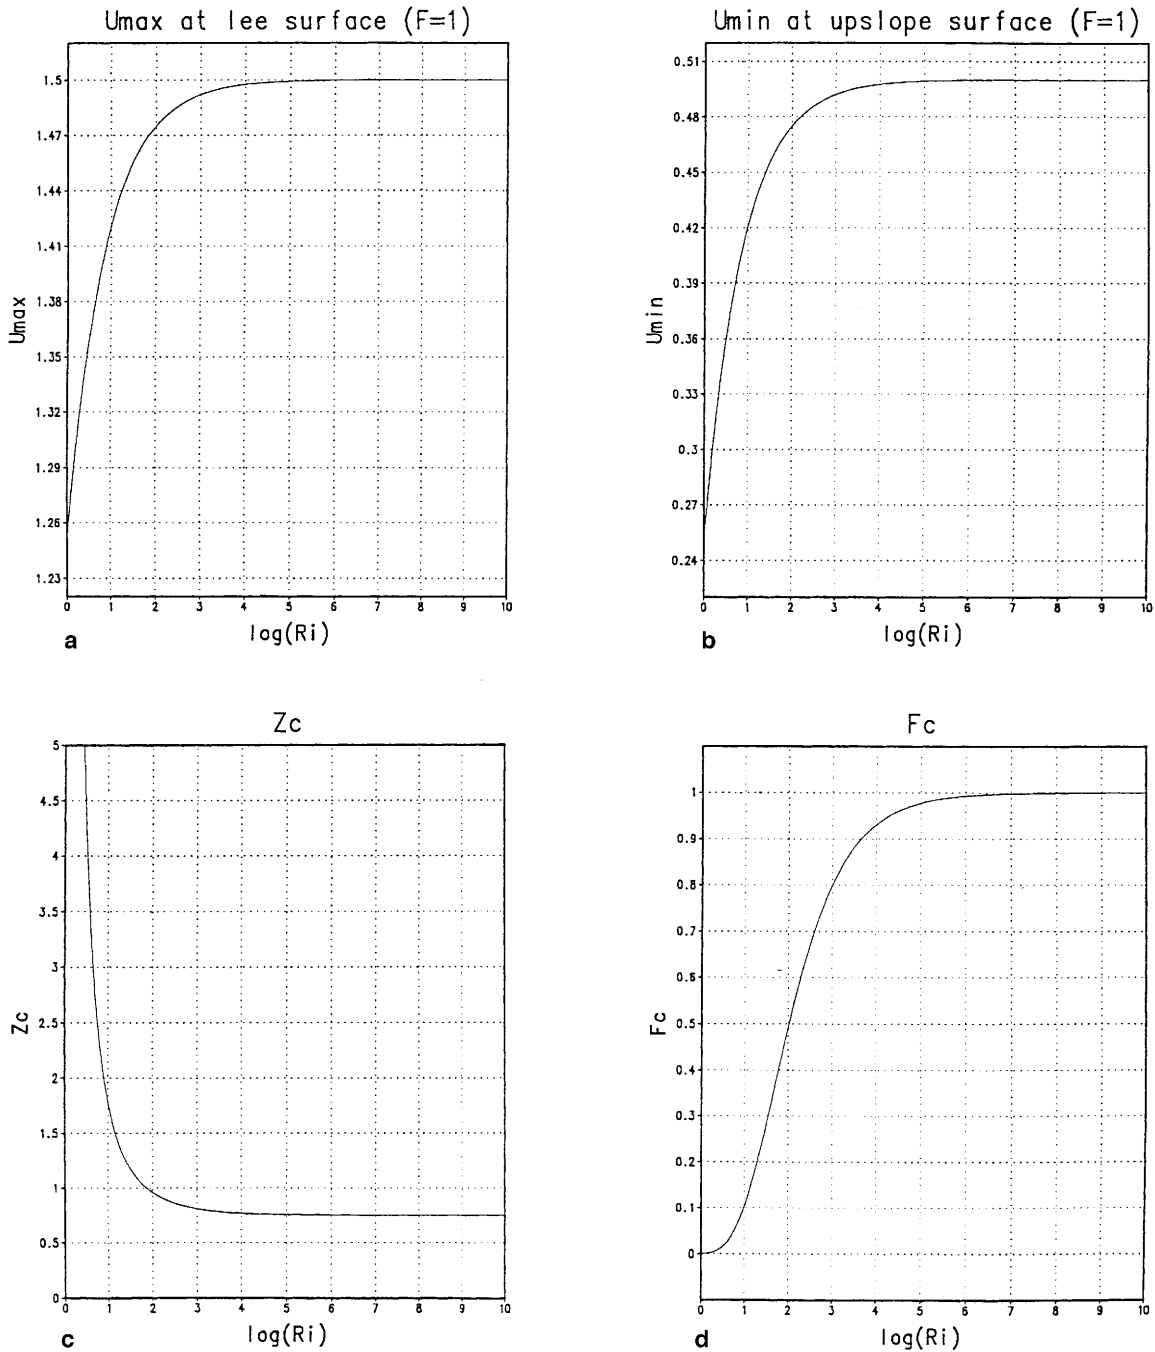 Umax at lee surface (F=1)
1.5
1.47
1.44
1.41
1.38
1.35
1.32
1.29
1.26
1.23
Umax
0 1 2 3 4 5 6 7 8 9 10
log(Ri)
a
Umin at upslope surface (F=1)
0.51
0.48
0.45
0.42
0.39
0.36
0.33
0.3
0.27
0.24
Umin
0 1 2 3 4 5 6 7 8 9 10
log(Ri)
b
Zc
5
4.5
4
3.5
3
2.5
2
1.5
1
0.5
0
Zc
0 1 2 3 4 5 6 7 8 9 10
log(Ri)
c
Fc
1
0.9
0.8
0.7
0.6
0.5
0.4
0.3
0.2
0.1
0
Fc
0 1 2 3 4 5 6 7 8 9 10
log(Ri)
d